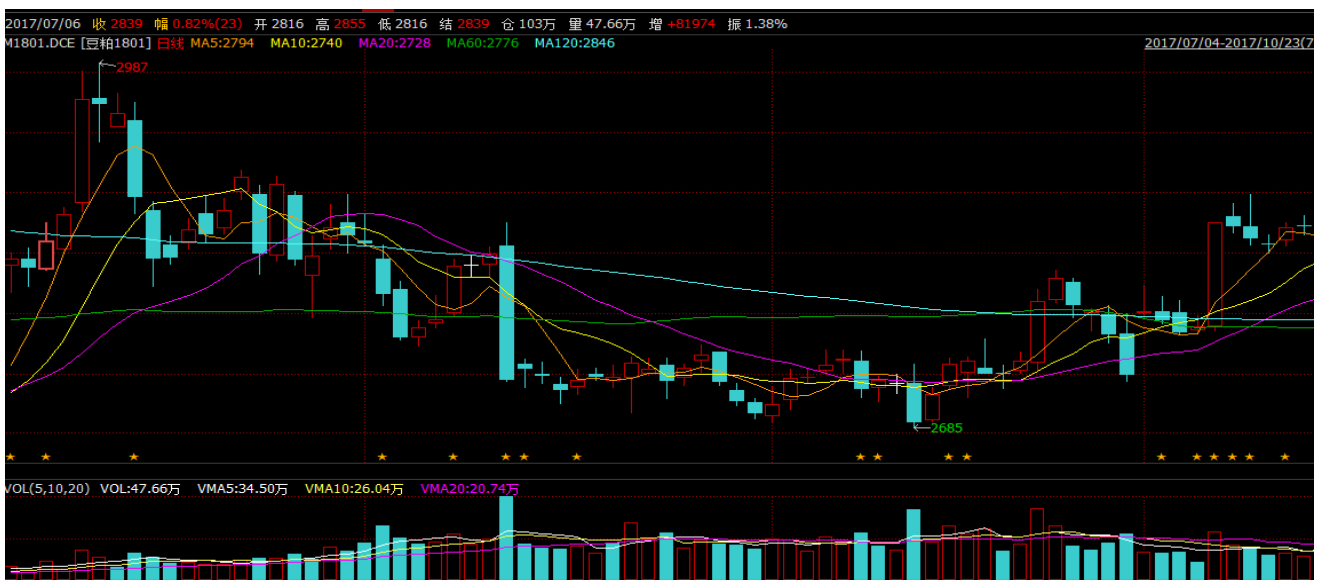 2017/07/06 收 2839 幅 0.82%(23) 开 2816 高 2855 低 2816 结 2839 仓 103万 量 47.66万 增 +81974 振 1.38%
M1801.DCE [豆粕1801] 日线 MA5:2794 MA10:2740 MA20:2728 MA60:2776 MA120:2846 2017/07/04-2017/10/23(7
2987
2685
VOL(5,10,20) VOL:47.66万 VMA5:34.50万 VMA10:26.04万 VMA20:20.74万